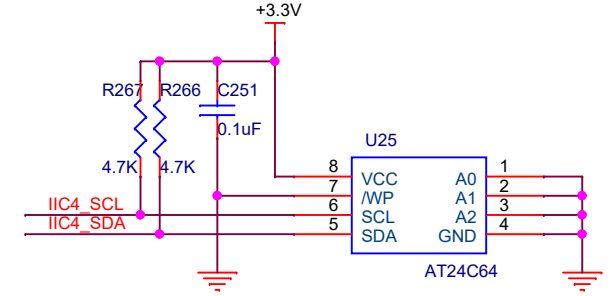 +3.3V
R267
R266
C251
0.1uF
4.7K
4.7K
U25
8
VCC
A0
1
7
/WP
A1
2
IIC4_SCL
6
SCL
A2
3
IIC4_SDA
5
SDA
GND
4
AT24C64